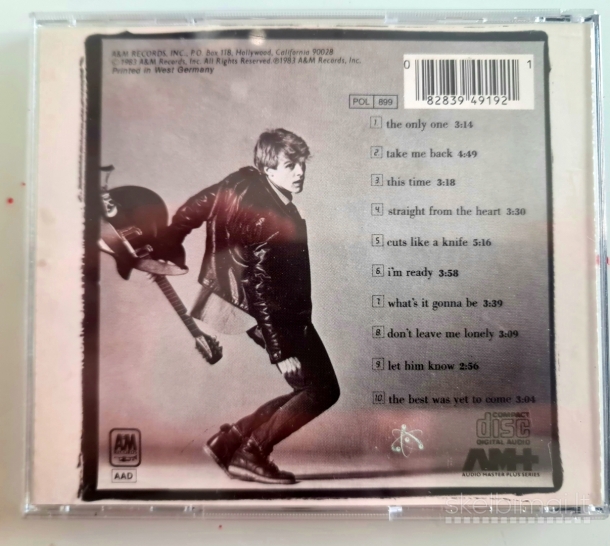 A&M RECORDS, INC., P.O. Box 118, Hollywood, California 90028
©1983 A&M Records, Inc. All Rights Reserved. ℗1983 A&M Records, Inc.
Printed in West Germany
0 82839 49192 1
POL 899
1 the only one 3:14
2 take me back 4:49
3 this time 3:18
4 straight from the heart 3:30
5 cuts like a knife 5:16
6 i'm ready 3:58
7 what's it gonna be 3:39
8 don't leave me lonely 3:09
9 let him know 2:56
10 the best was yet to come 3:04
COMPACT
disc
DIGITAL AUDIO
A&M
AM+
AUDIO MASTER PLUS SERIES
AAD